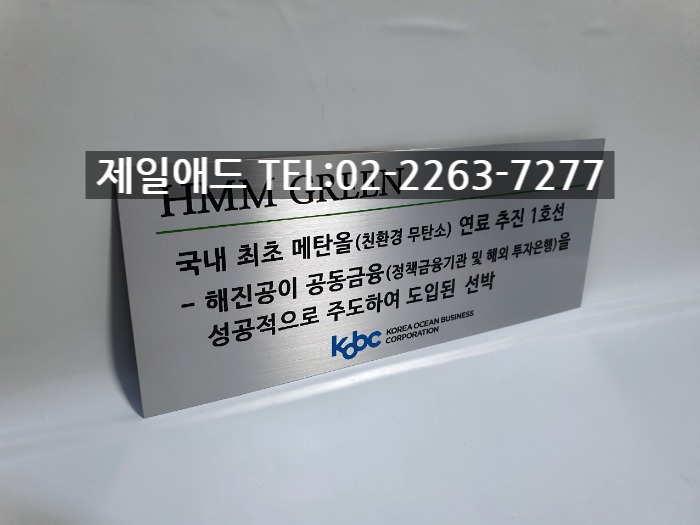 제일애드 TEL:02-2263-7277
HMM GREEN
국내 최초 메탄올(친환경 무탄소) 연료 추진 1호선
- 해진공이 공동금융(정책금융기관 및 해외 투자은행)을
성공적으로 주도하여 도입된 선박
Kobc KOREA OCEAN BUSINESS
CORPORATION